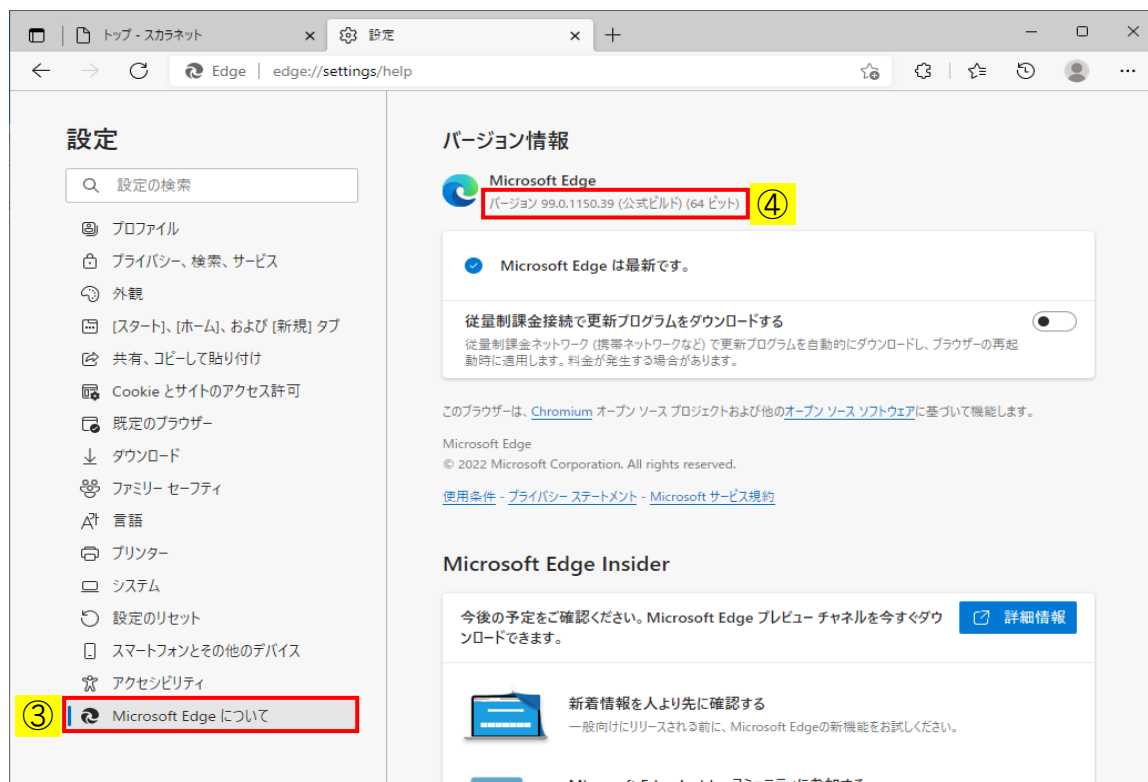 トップ - スカラネット
設定
Edge
edge://settings/help
設定
設定の検索
プロファイル
プライバシー、検索、サービス
外観
[スタート]、[ホーム]、および [新規] タブ
共有、コピーして貼り付け
Cookie とサイトのアクセス許可
既定のブラウザー
ダウンロード
ファミリー セーフティ
言語
プリンター
システム
設定のリセット
スマートフォンとその他のデバイス
アクセシビリティ
③
Microsoft Edge について
バージョン情報
Microsoft Edge
バージョン 99.0.1150.39 (公式ビルド) (64 ビット)
④
Microsoft Edge は最新です。
従量制課金接続で更新プログラムをダウンロードする
従量制課金ネットワーク (携帯ネットワークなど) で更新プログラムを自動的にダウンロードし、ブラウザーの再起
動時に適用します。料金が発生する場合があります。
このブラウザーは、Chromium オープン ソース プロジェクトおよび他のオープン ソース ソフトウェアに基づいて機能します。
Microsoft Edge
© 2022 Microsoft Corporation. All rights reserved.
使用条件 - プライバシー ステートメント - Microsoft サービス規約
Microsoft Edge Insider
今後の予定をご確認ください。Microsoft Edge プレビュー チャネルを今すぐダウ
ンロードできます。
詳細情報
新着情報を人より先に確認する
一般向けにリリースされる前に、Microsoft Edgeの新機能をお試しください。